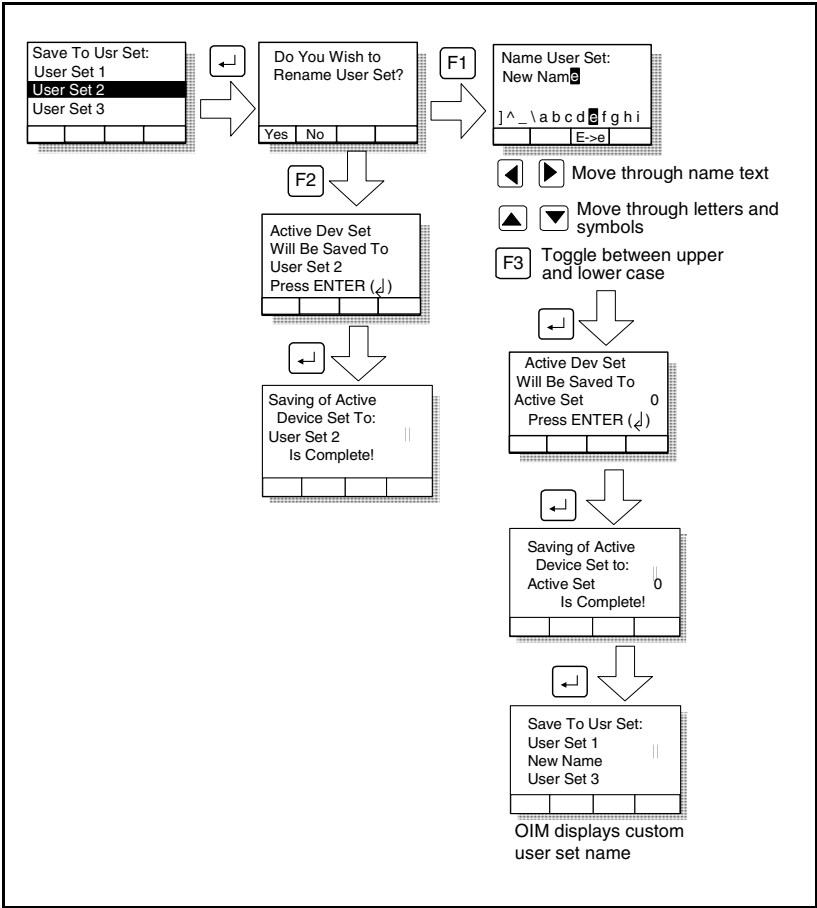 Save To Usr Set:
User Set 1
User Set 2
User Set 3
Do You Wish to
Rename User Set?
Yes No
F1
Name User Set:
New Name
]^_\abcdefghi
E->e
Move through name text
Move through letters and
symbols
F3 Toggle between upper
and lower case
F2
Active Dev Set
Will Be Saved To
User Set 2
Press ENTER (↵)
Saving of Active
Device Set To:
User Set 2
Is Complete!
Active Dev Set
Will Be Saved To
Active Set 0
Press ENTER (↵)
Saving of Active
Device Set to:
Active Set 0
Is Complete!
Save To Usr Set:
User Set 1
New Name
User Set 3
OIM displays custom
user set name